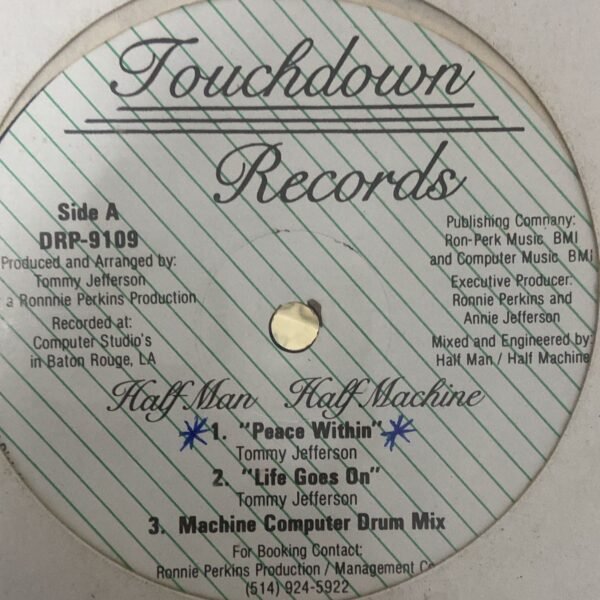 Touchdown
Records
Side A
DRP-9109
Produced and Arranged by:
Tommy Jefferson
a Ronnnie Perkins Production
Recorded at:
Computer Studio's
in Baton Rouge, LA
Publishing Comnany:
Ron-Perk Music BMI
and Computer Music BMI
Executive Producer:
Ronnie Perkins and
Annie Jefferson
Mixed and Engineered by:
Half Man / Half Machine
Half Man Half Machine
1. "Peace Within"
Tommy Jefferson
2. "Life Goes On"
Tommy Jefferson
3. Machine Computer Drum Mix
For Booking Contact:
Ronnie Perkins Production / Management
(514) 924-5922